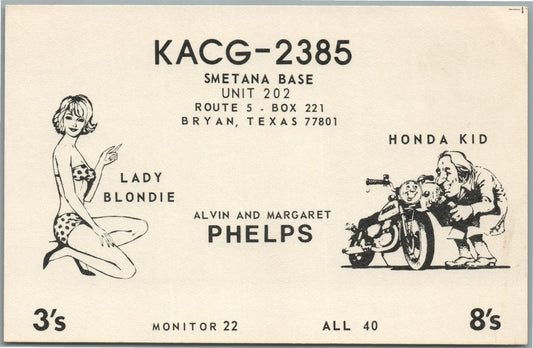 KACG-2385
SMETANA BASE
UNIT 202
ROUTE 5 - BOX 221
BRYAN, TEXAS 77801
HONDA KID
LADY
BLONDIE
ALVIN AND MARGARET
PHELPS
3's
MONITOR 22
ALL 40
8's